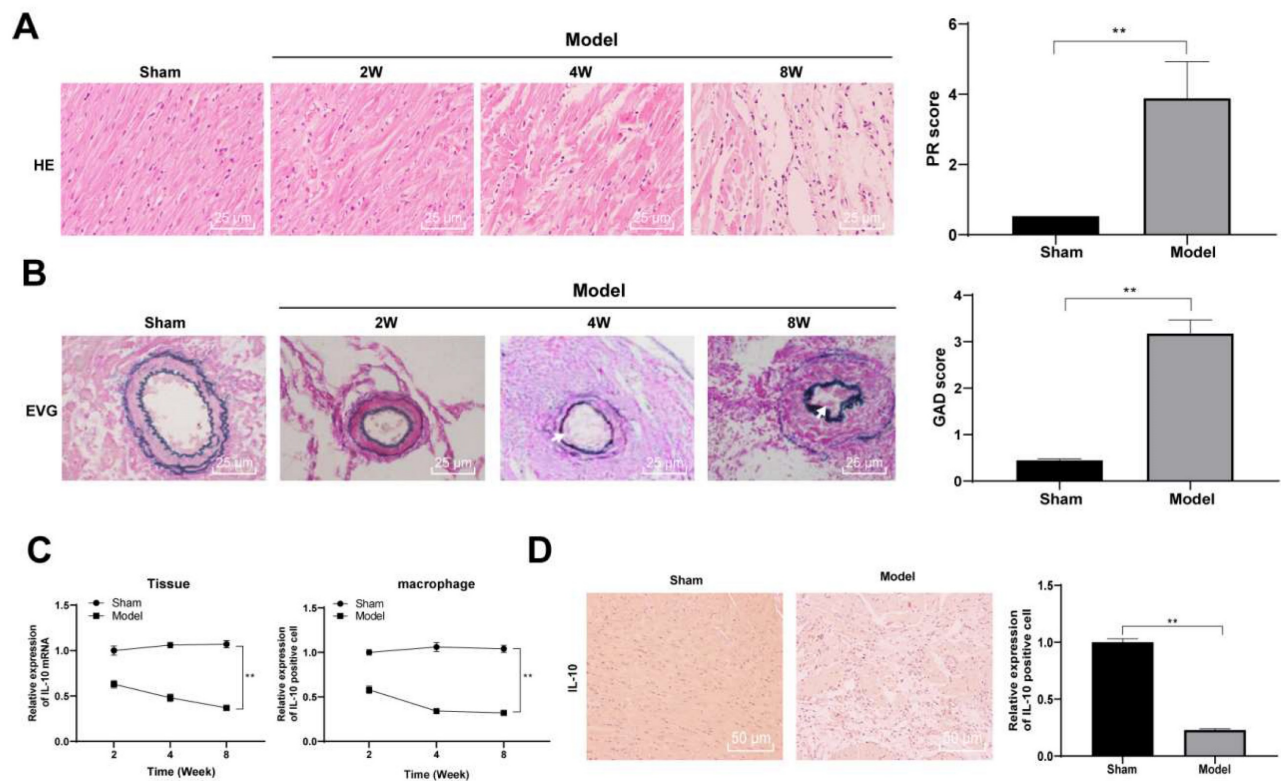 A
Model
Sham
2W
4W
8W
HE
25 μm
25 μm
25 μm
25 μm
PR score
6
4
2
0
**
Sham
Model
B
Model
Sham
2W
4W
8W
EVG
25 μm
25 μm
25 μm
25 μm
GAD score
4
3
2
1
0
**
Sham
Model
C
Tissue
Sham
Model
Relative expression
of IL-10 mRNA
1.5
1.0
0.5
0.0
**
2
4
8
Time (Week)
macrophage
Sham
Model
Relative expression
of IL-10 positive cell
1.5
1.0
0.5
0.0
**
2
4
8
Time (Week)
D
Sham
Model
IL-10
50 μm
50 μm
Relative expression
of IL-10 positive cell
1.5
1.0
0.5
0.0
**
Sham
Model